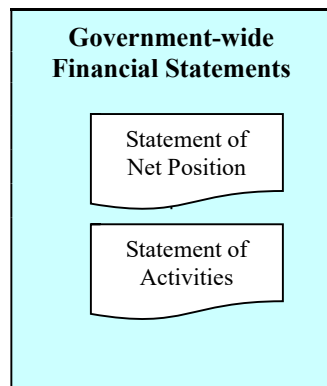 Government-wide
Financial Statements
Statement of
Net Position
Statement of
Activities